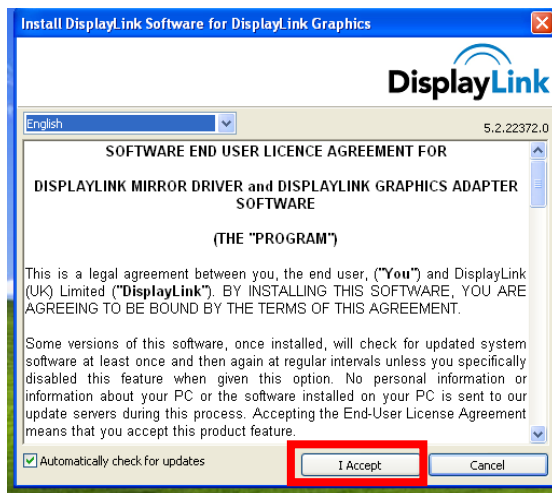 Install DisplayLink Software for DisplayLink Graphics
DisplayLink
English
5.2.22372.0
SOFTWARE END USER LICENCE AGREEMENT FOR
DISPLAYLINK MIRROR DRIVER and DISPLAYLINK GRAPHICS ADAPTER
SOFTWARE
(THE "PROGRAM")
This is a legal agreement between you, the end user, ("You") and DisplayLink
(UK) Limited ("DisplayLink"). BY INSTALLING THIS SOFTWARE, YOU ARE
AGREEING TO BE BOUND BY THE TERMS OF THIS AGREEMENT.
Some versions of this software, once installed, will check for updated system
software at least once and then again at regular intervals unless you specifically
disabled this feature when given this option. No personal information or
information about your PC or the software installed on your PC is sent to our
update servers during this process. Accepting the End-User License Agreement
means that you accept this product feature.
Automatically check for updates
I Accept
Cancel